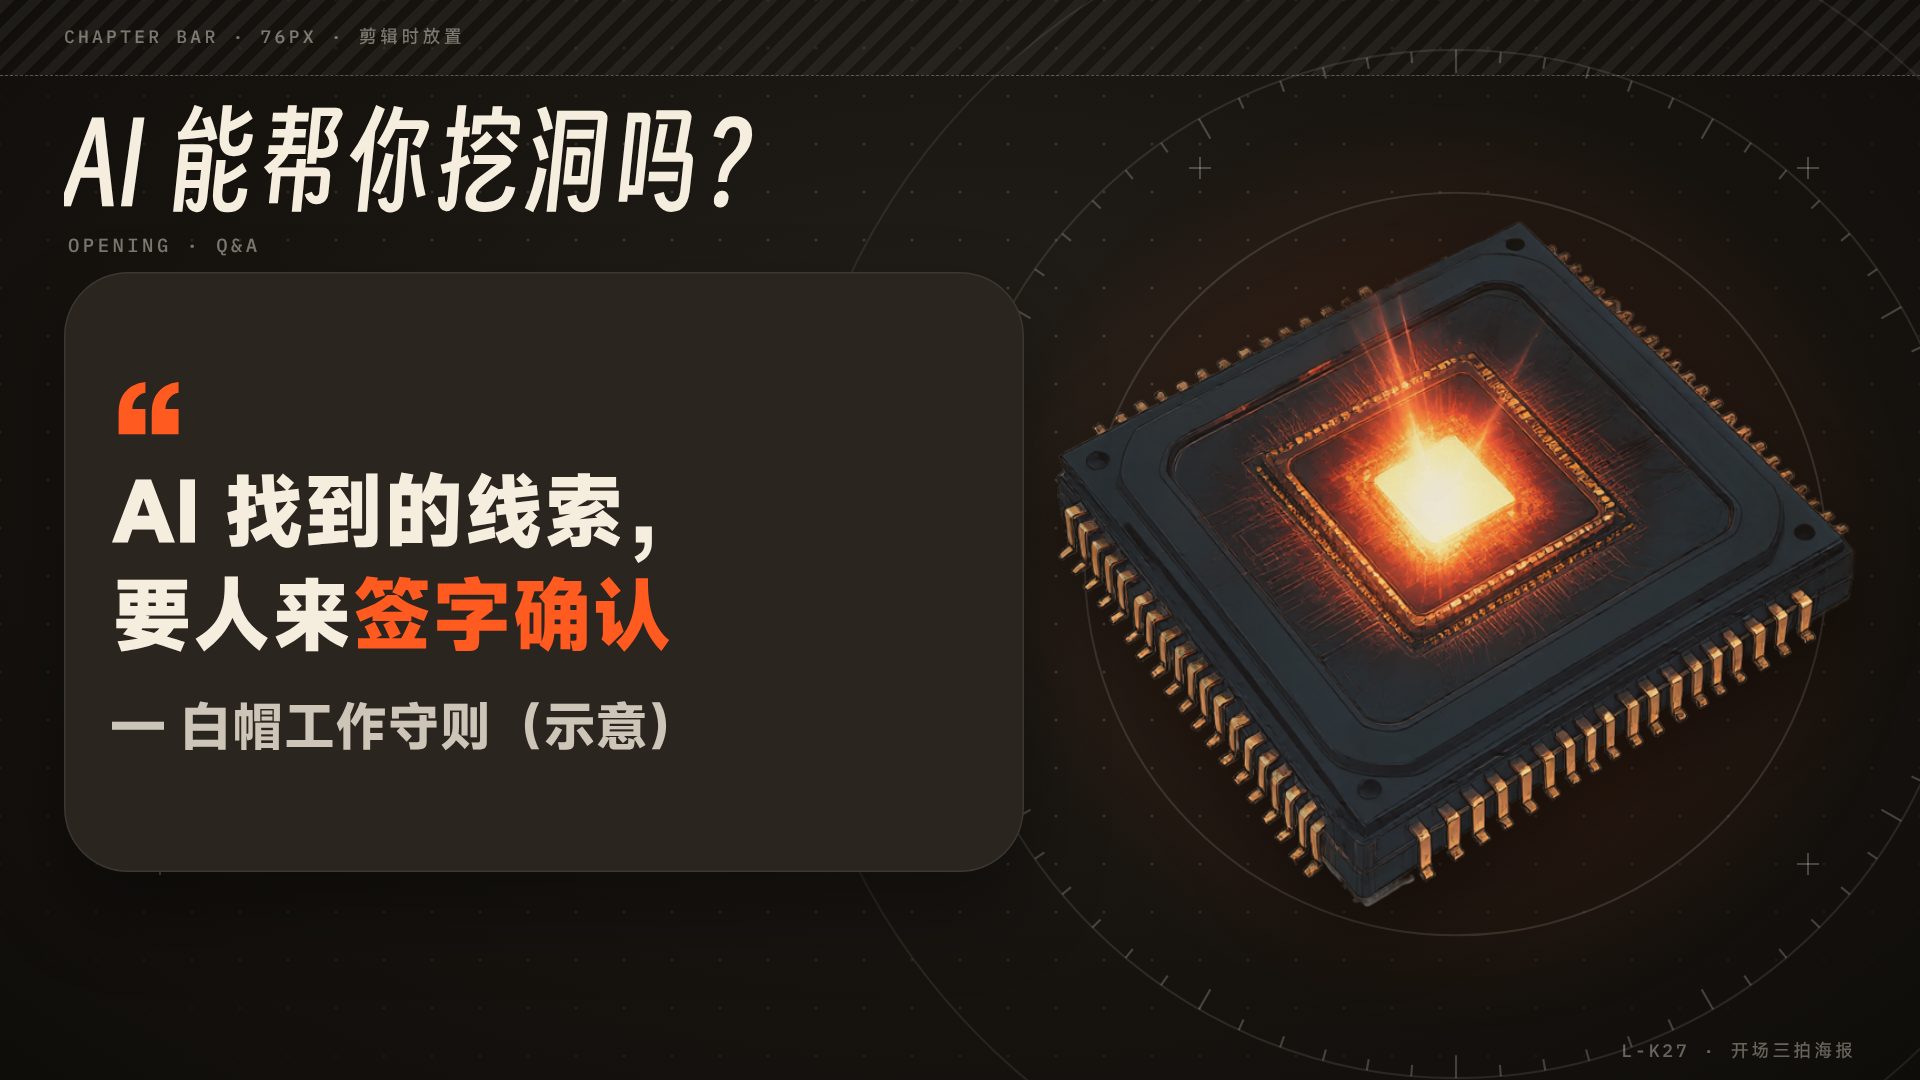 CHAPTER BAR · 76PX · 剪辑时放置
AI 能帮你挖洞吗？
OPENING · Q&A
“
AI 找到的线索，
要人来签字确认
— 白帽工作守则（示意）
L-K27 · 开场三拍海报